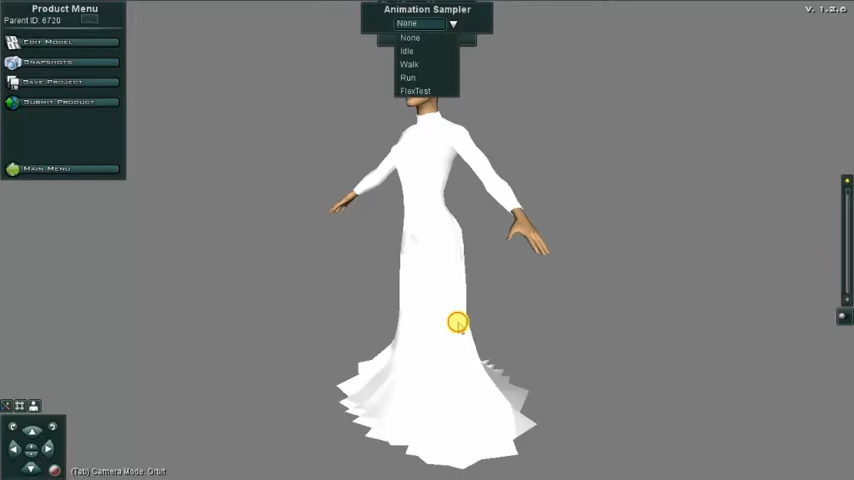 Product Menu
Parent ID: 6720
Edit Model
Snapshots
Save Project
Submit Product
Main Menu
Animation Sampler
None
None
Idle
Walk
Run
FlexTest
V. 1.2.6
(Tab) Camera Mode: Orbit